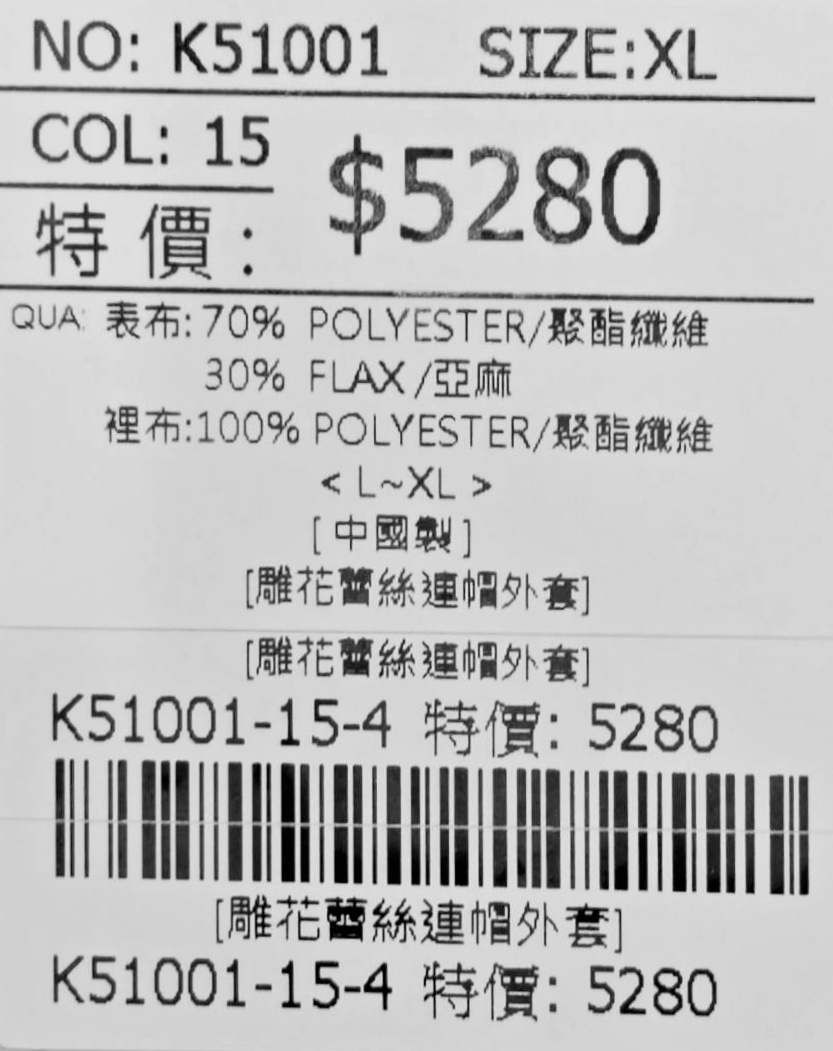 NO: K51001 SIZE:XL
COL: 15
$5280
特價:
QUA: 表布:70% POLYESTER/聚酯纖維
30% FLAX/亞麻
裡布:100% POLYESTER/聚酯纖維
<L~XL>
[中國製]
[雕花蕾絲連帽外套]
[雕花蕾絲連帽外套]
K51001-15-4 特價: 5280
[雕花蕾絲連帽外套]
K51001-15-4 特價: 5280